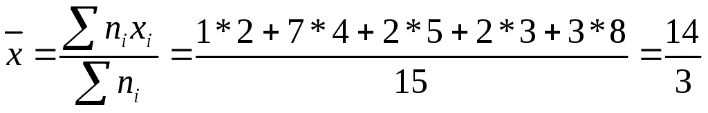 x̄ = ∑ nᵢxᵢ / ∑ nᵢ = 1*2+7*4+2*5+2*3+3*8 / 15 = 14 / 3